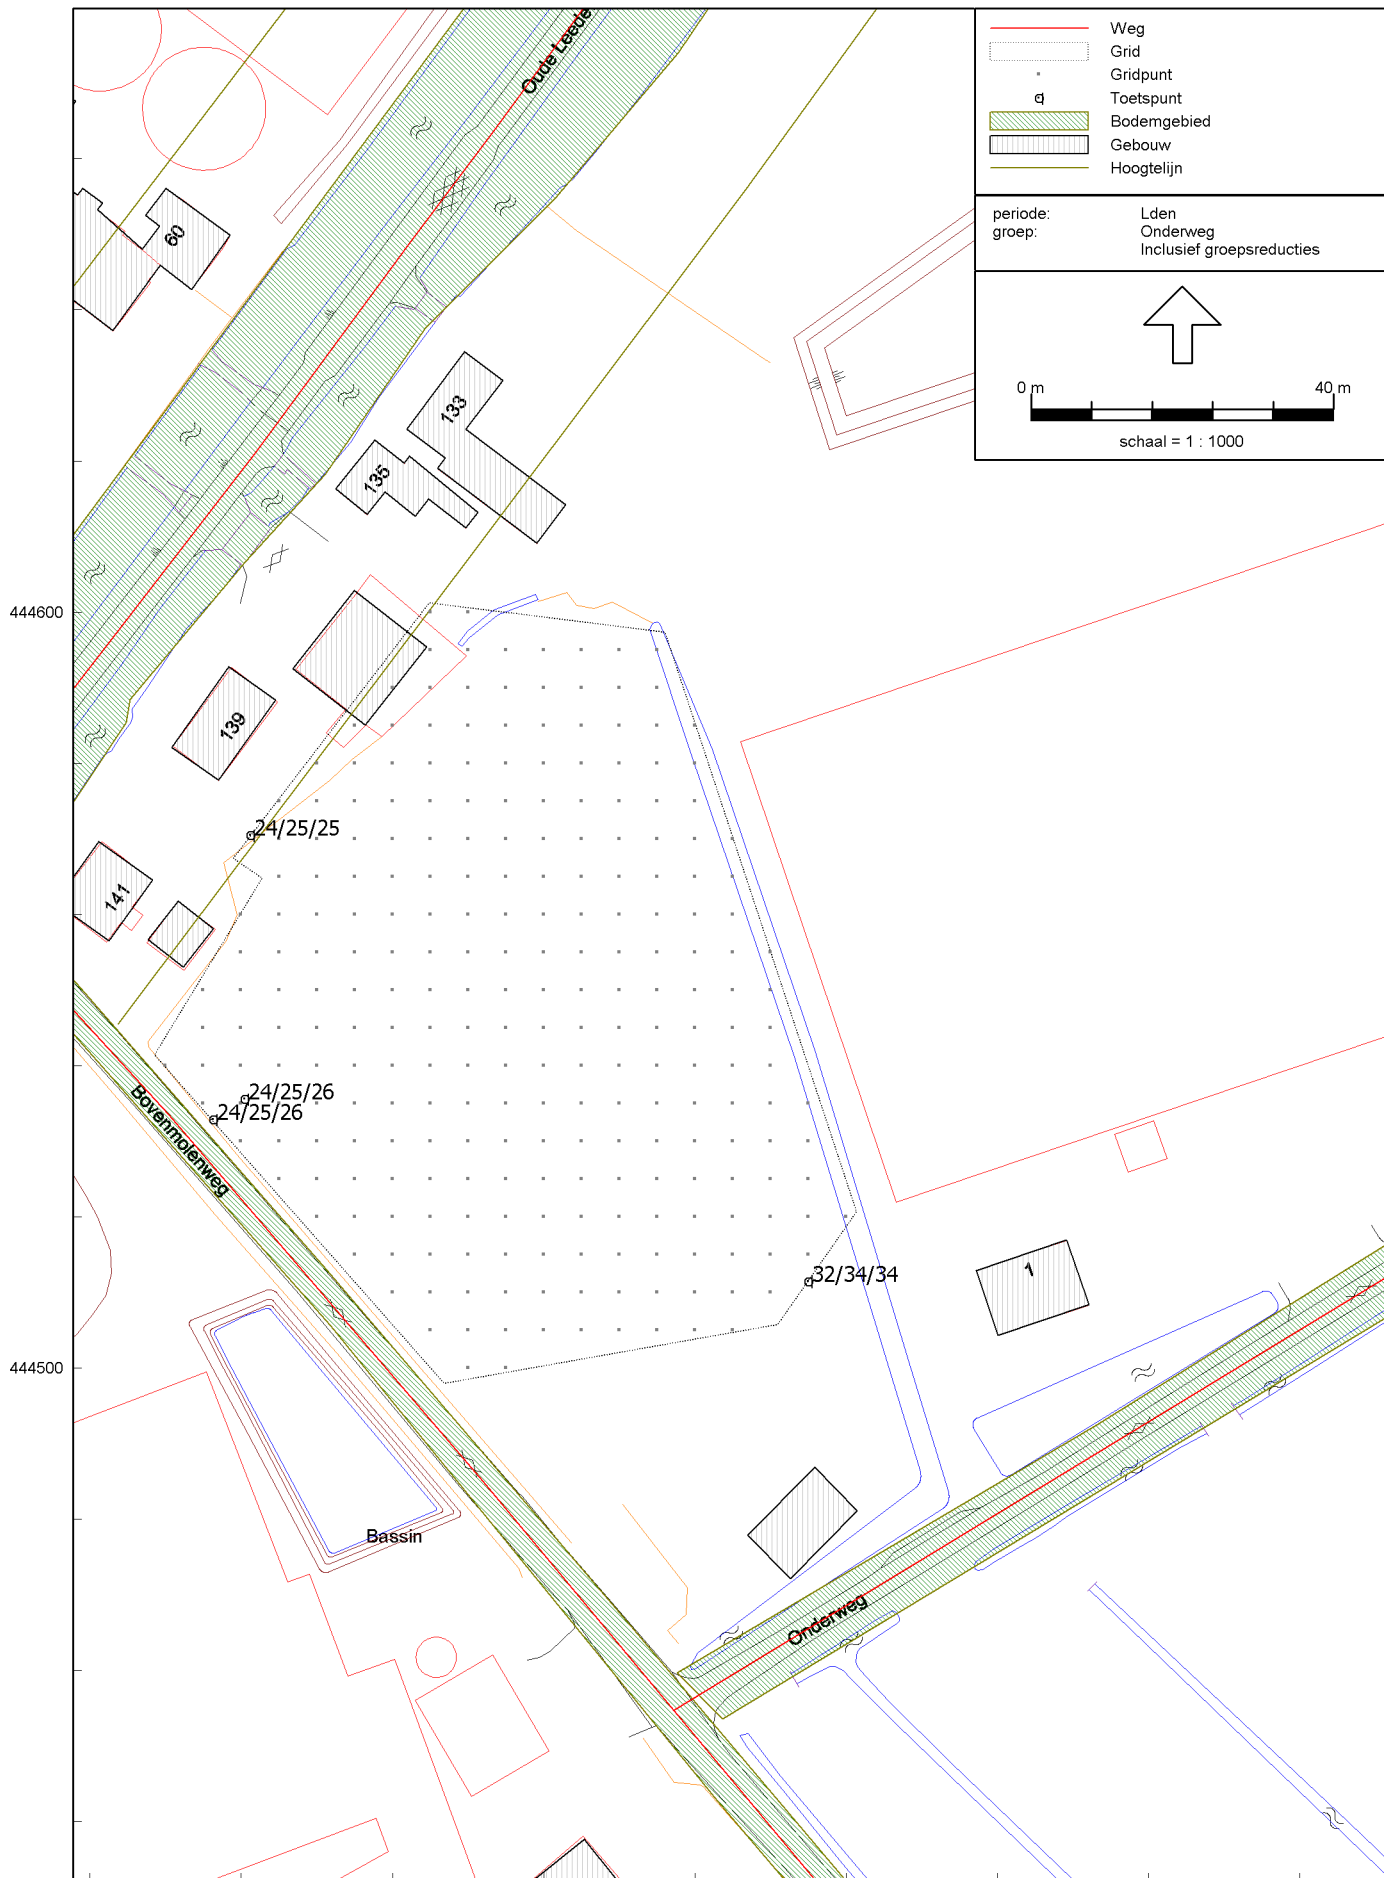 Weg
Grid
Gridpunt
Toetspunt
Bodemgebied
Gebouw
Hoogtelijn
periode: Lden
groep: Onderweg
Inclusief groepsreducties
0 m 40 m
schaal = 1 : 1000
Oude Leede
60
133
135
444600
139
24/25/25
141
24/25/26
24/25/26
Bovenmolenweg
32/34/34
1
444500
Bassin
Onderweg